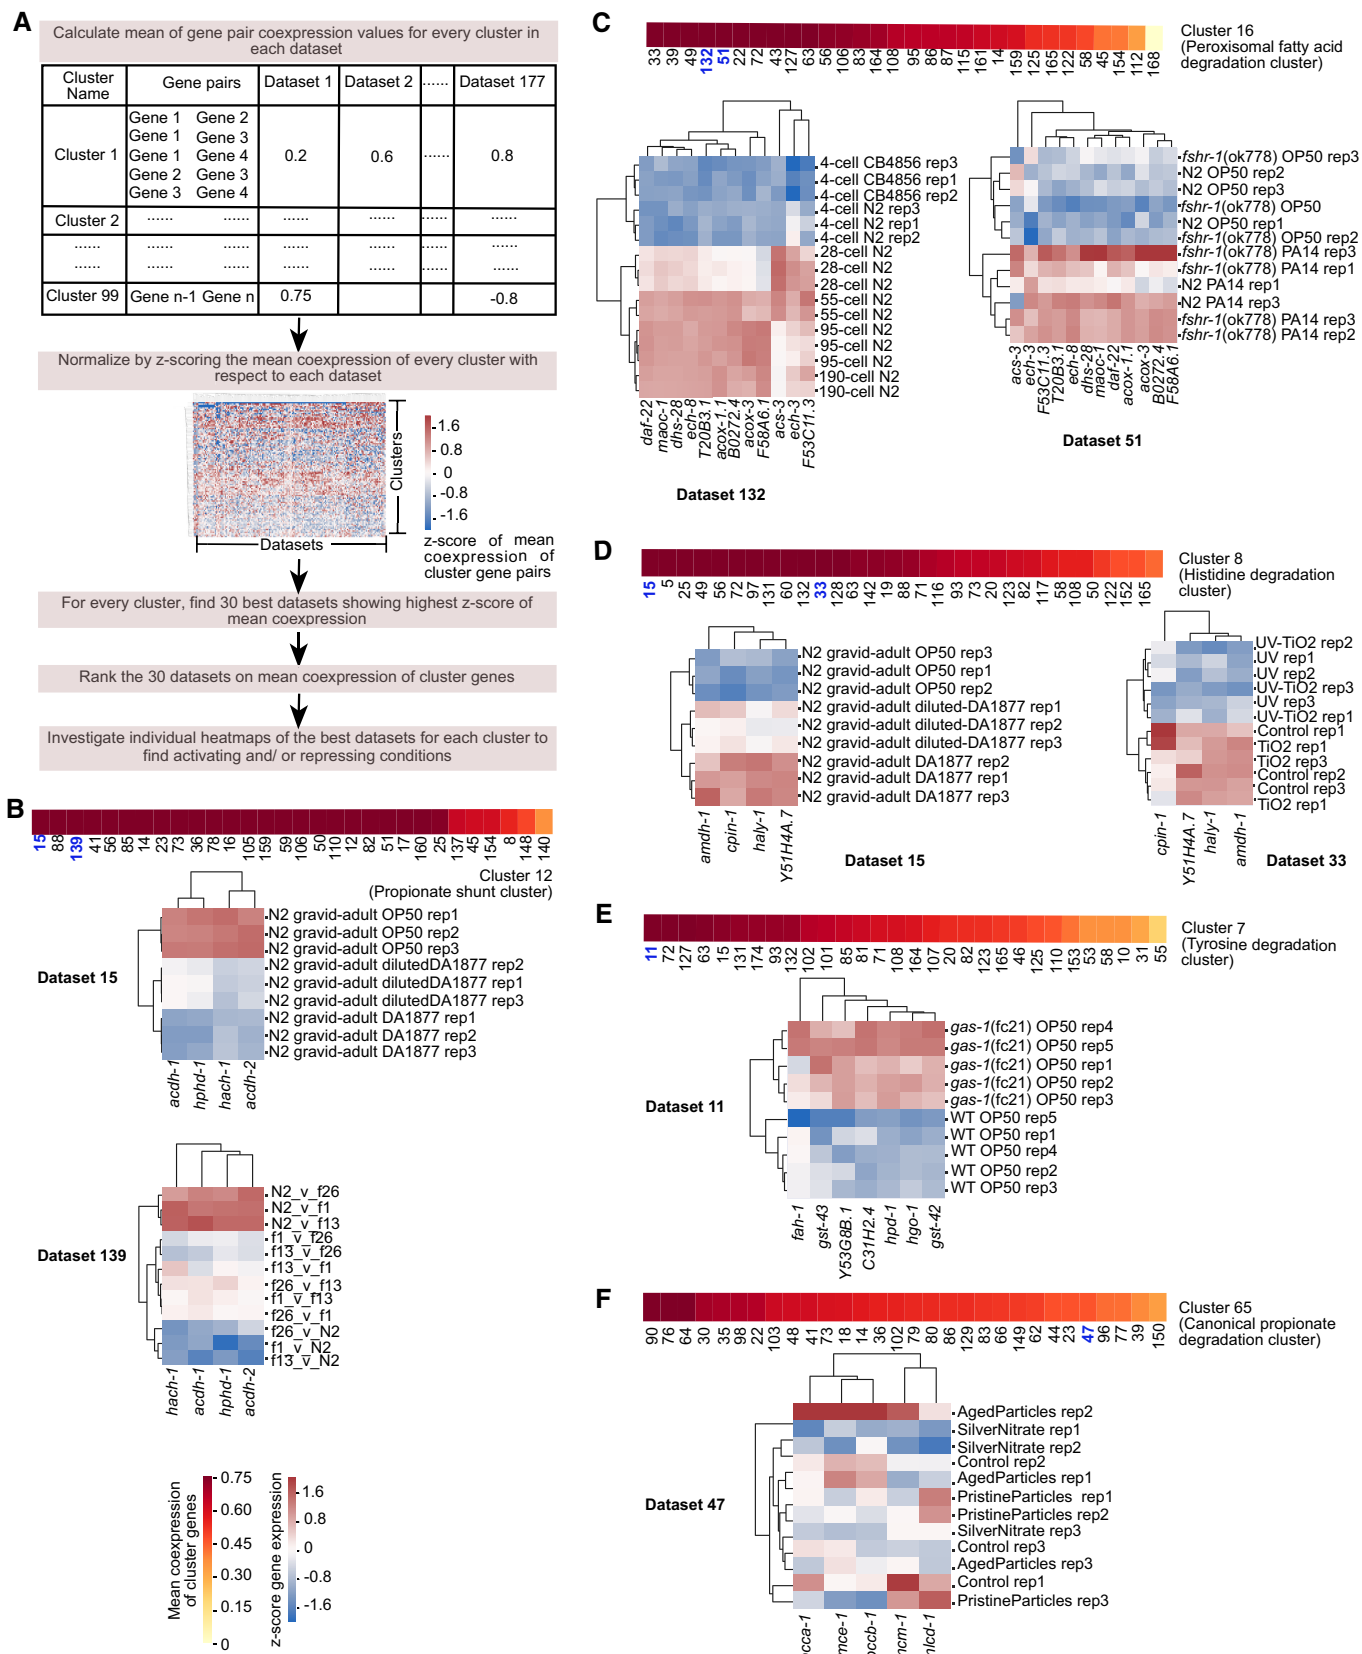 A
Calculate mean of gene pair coexpression values for every cluster in
each dataset
Cluster Name	Gene pairs	Dataset 1	Dataset 2	......	Dataset 177
Cluster 1	Gene 1 Gene 2	0.2	0.6	......	0.8
Gene 1 Gene 3
Gene 1 Gene 4
Gene 2 Gene 3
Gene 3 Gene 4
Cluster 2	......	......	......	......	......	......
......	......	......	......	......	......	......
......	......	......	......	......	......	......
Cluster 99	Gene n-1 Gene n	0.75	-0.8
Normalize by z-scoring the mean coexpression of every cluster with
respect to each dataset
Clusters
Datasets
1.6
0.8
0
-0.8
-1.6
z-score of mean
coexpression of
cluster gene pairs
For every cluster, find 30 best datasets showing highest z-score of
mean coexpression
Rank the 30 datasets on mean coexpression of cluster genes
Investigate individual heatmaps of the best datasets for each cluster to
find activating and/ or repressing conditions
B
15 88 139 41 56 85 14 23 73 36 78 16 105 159 59 106 50 110 12 82 51 17 160 25 137 45 154 8 148 140
Cluster 12
(Propionate shunt cluster)
Dataset 15
N2 gravid-adult OP50 rep1
N2 gravid-adult OP50 rep2
N2 gravid-adult OP50 rep3
N2 gravid-adult dilutedDA1877 rep2
N2 gravid-adult dilutedDA1877 rep1
N2 gravid-adult dilutedDA1877 rep3
N2 gravid-adult DA1877 rep1
N2 gravid-adult DA1877 rep2
N2 gravid-adult DA1877 rep3
acdh-1 hphd-1 hach-1 acdh-2
Dataset 139
N2_v_f26
N2_v_f1
N2_v_f13
f1_v_f26
f13_v_f26
f13_v_f1
f26_v_f13
f1_v_f13
f26_v_f1
f26_v_N2
f1_v_N2
f13_v_N2
hach-1 acdh-1 hphd-1 acdh-2
Mean coexpression
of cluster genes
0.75
0.60
0.45
0.30
0.15
0
z-score gene expression
1.6
0.8
0
-0.8
-1.6
C
33 39 49 132 51 22 72 43 127 63 56 106 83 164 108 95 86 87 115 161 14 159 125 165 122 58 45 154 112 168
Cluster 16
(Peroxisomal fatty acid
degradation cluster)
4-cell CB4856 rep3
4-cell CB4856 rep1
4-cell CB4856 rep2
4-cell N2 rep3
4-cell N2 rep1
4-cell N2 rep2
28-cell N2
28-cell N2
28-cell N2
55-cell N2
55-cell N2
95-cell N2
95-cell N2
95-cell N2
190-cell N2
190-cell N2
daf-22 maoc-1 dhs-28 ech-8 T20B3.1 acox-1.1 B0272.4 acox-3 F58A6.1 acs-3 ech-3 F53C11.3
Dataset 132
fshr-1(ok778) OP50 rep3
N2 OP50 rep2
N2 OP50 rep3
fshr-1(ok778) OP50
N2 OP50 rep1
fshr-1(ok778) OP50 rep2
fshr-1(ok778) PA14 rep3
fshr-1(ok778) PA14 rep1
N2 PA14 rep1
N2 PA14 rep3
fshr-1(ok778) PA14 rep3
fshr-1(ok778) PA14 rep2
acs-3 ech-3 F53C11.3 T20B3.1 ech-8 dhs-28 maoc-1 daf-22 acox-1.1 acox-3 B0272.4 F58A6.1
Dataset 51
D
15 5 25 49 56 72 97 131 60 132 33 128 63 142 19 88 71 116 93 73 20 123 82 117 58 108 50 122 152 165
Cluster 8
(Histidine degradation
cluster)
N2 gravid-adult OP50 rep3
N2 gravid-adult OP50 rep1
N2 gravid-adult OP50 rep2
N2 gravid-adult diluted-DA1877 rep1
N2 gravid-adult diluted-DA1877 rep2
N2 gravid-adult diluted-DA1877 rep3
N2 gravid-adult DA1877 rep2
N2 gravid-adult DA1877 rep1
N2 gravid-adult DA1877 rep3
amdh-1 cpin-1 haly-1 Y51H4A.7
Dataset 15
UV-TiO2 rep2
UV rep1
UV rep2
UV-TiO2 rep3
UV rep3
UV-TiO2 rep1
Control rep1
TiO2 rep1
TiO2 rep3
Control rep2
Control rep3
TiO2 rep1
cpin-1 Y51H4A.7 haly-1 amdh-1
Dataset 33
E
11 72 127 63 15 131 174 93 132 102 101 85 81 71 108 164 107 20 82 123 165 46 125 110 153 53 58 10 31 55
Cluster 7
(Tyrosine degradation
cluster)
Dataset 11
gas-1(fc21) OP50 rep4
gas-1(fc21) OP50 rep5
gas-1(fc21) OP50 rep1
gas-1(fc21) OP50 rep2
gas-1(fc21) OP50 rep3
WT OP50 rep5
WT OP50 rep1
WT OP50 rep4
WT OP50 rep2
WT OP50 rep3
fah-1 gst-43 Y53G8B.1 C31H2.4 hpd-1 hgo-1 gst-42
F
90 76 64 30 35 98 22 103 48 41 73 18 14 36 102 79 80 86 129 83 66 149 62 44 23 47 96 77 39 150
Cluster 65
(Canonical propionate
degradation cluster)
Dataset 47
AgedParticles rep2
SilverNitrate rep1
SilverNitrate rep2
Control rep2
AgedParticles rep1
PristineParticles rep1
PristineParticles rep2
SilverNitrate rep3
Control rep3
AgedParticles rep3
Control rep1
PristineParticles rep3
pcca-1 mce-1 pccb-1 mcm-1 mlcd-1